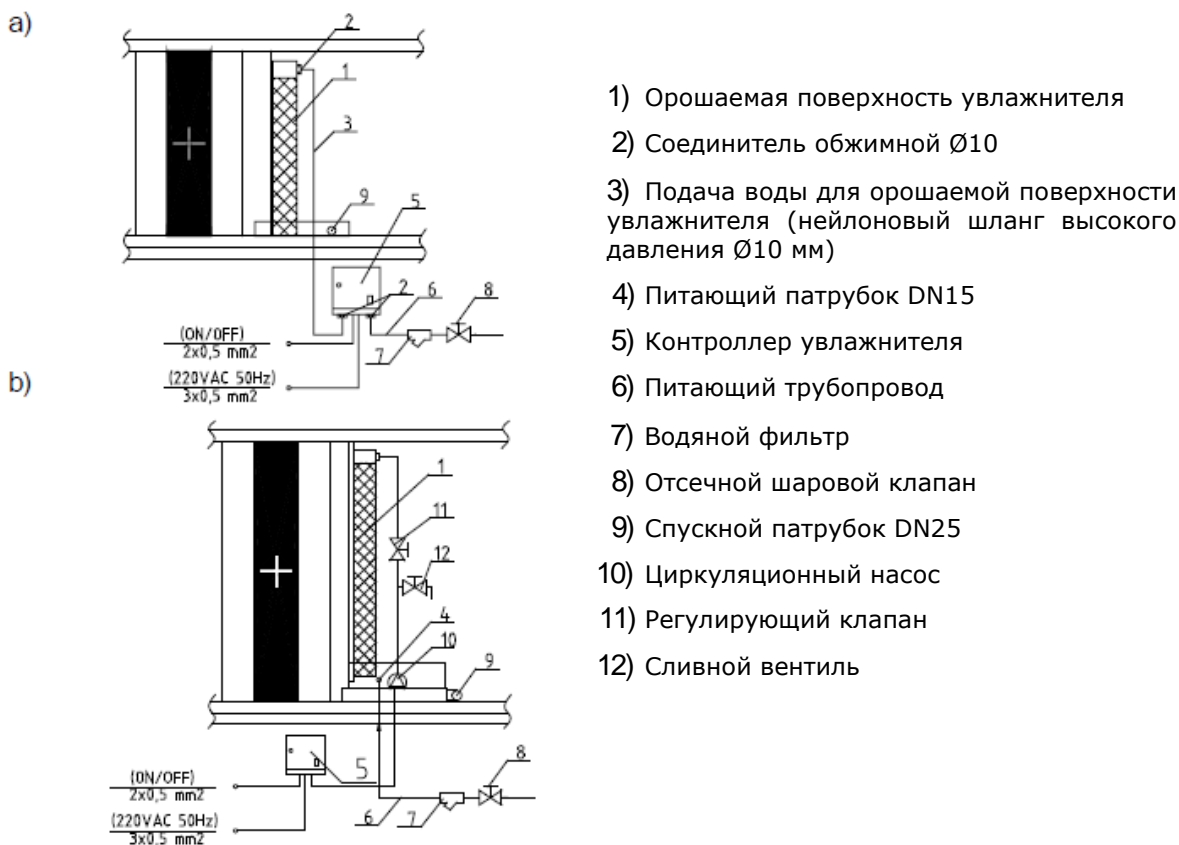 a)
2
1
3
9
5
2
6
8
7
(ON/OFF)
2x0,5 mm2
(220VAC 50Hz)
3x0,5 mm2
b)
1
11
12
4
10
9
5
8
6
7
(ON/OFF)
2x0,5 mm2
(220VAC 50Hz)
3x0,5 mm2
1) Орошаемая поверхность увлажнителя
2) Соединитель обжимной Ø10
3) Подача воды для орошаемой поверхности
увлажнителя (нейлоновый шланг высокого
давления Ø10 мм)
4) Питающий патрубок DN15
5) Контроллер увлажнителя
6) Питающий трубопровод
7) Водяной фильтр
8) Отсечной шаровой клапан
9) Спускной патрубок DN25
10) Циркуляционный насос
11) Регулирующий клапан
12) Сливной вентиль